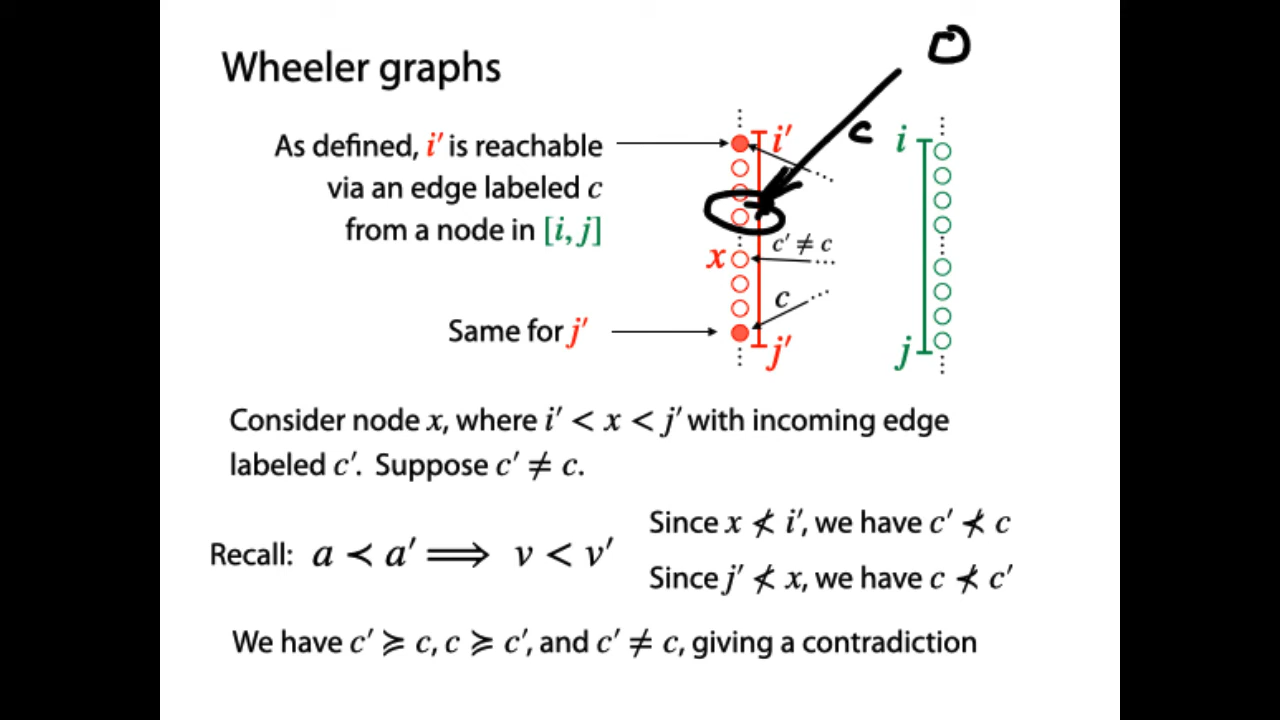 Wheeler graphs
As defined, i′ is reachable
via an edge labeled c
from a node in [i, j]
Same for j′
i′
c
i
c′ ≠ c
x
c
j′
j
Consider node x, where i′ < x < j′ with incoming edge
labeled c′. Suppose c′ ≠ c.
Recall: a ≺ a′ ⟹ v < v′
Since x ≮ i′, we have c′ ⊀ c
Since j′ ≮ x, we have c ⊀ c′
We have c′ ≽ c, c ≽ c′, and c′ ≠ c, giving a contradiction